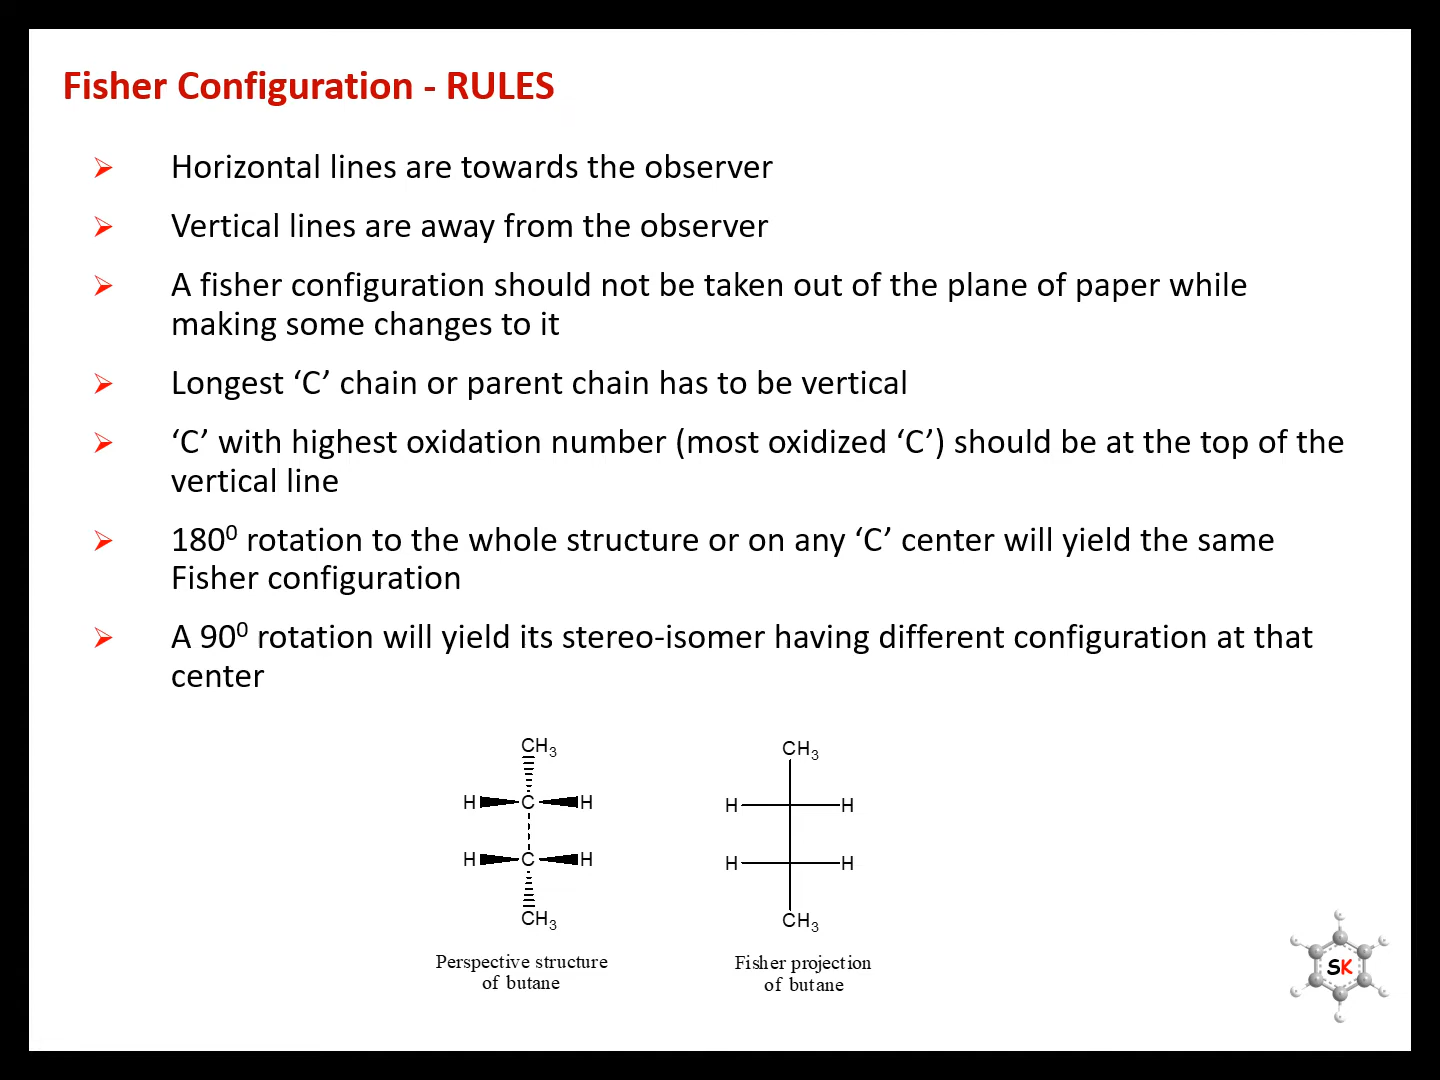 Fisher Configuration - RULES
➢ Horizontal lines are towards the observer
➢ Vertical lines are away from the observer
➢ A fisher configuration should not be taken out of the plane of paper while
making some changes to it
➢ Longest ‘C’ chain or parent chain has to be vertical
➢ ‘C’ with highest oxidation number (most oxidized ‘C’) should be at the top of the
vertical line
➢ 180⁰ rotation to the whole structure or on any ‘C’ center will yield the same
Fisher configuration
➢ A 90⁰ rotation will yield its stereo-isomer having different configuration at that
center
CH₃
H C H
H C H
CH₃
Perspective structure
of butane
CH₃
H H
H H
CH₃
Fisher projection
of butane
SK